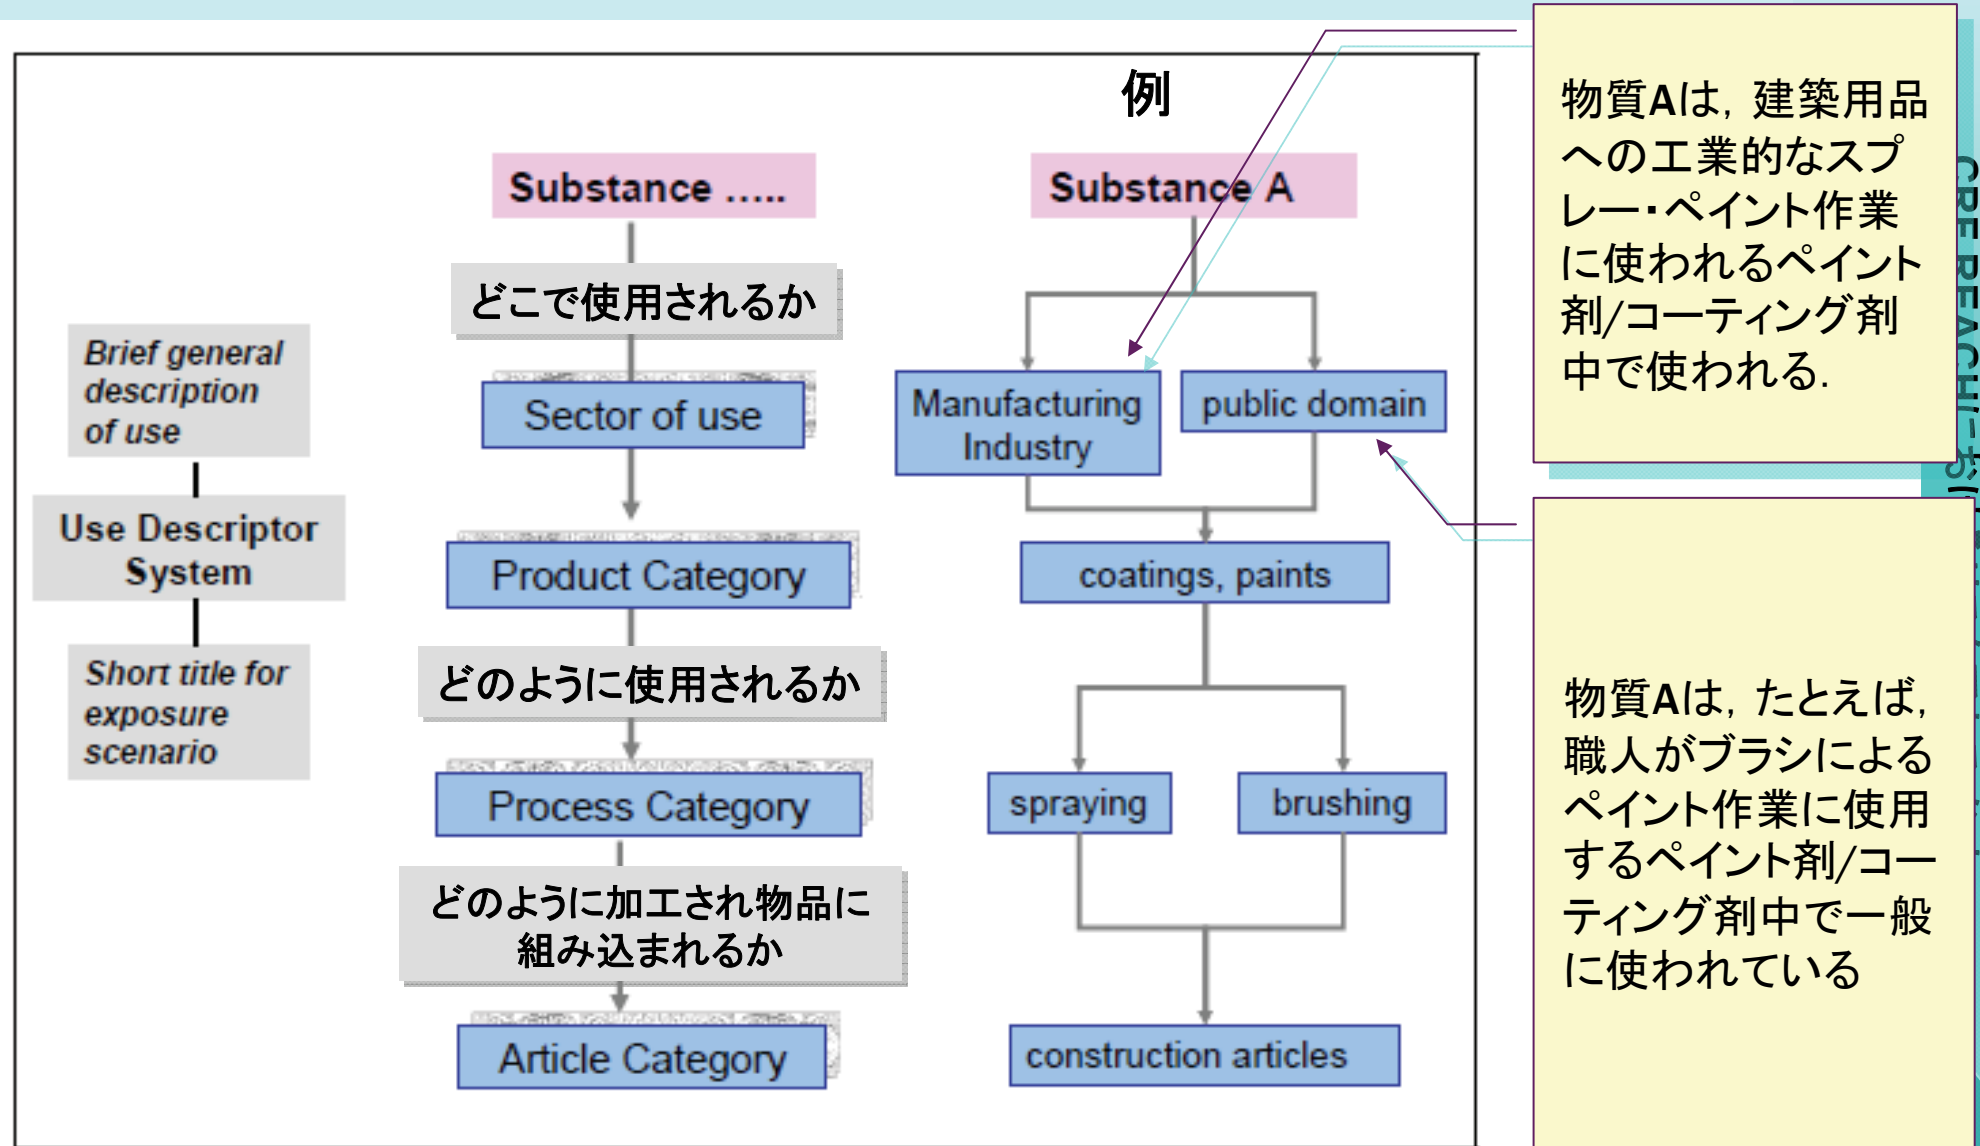 例
Brief general
description
of use
Use Descriptor
System
Short title for
exposure
scenario
Substance .....
どこで使用されるか
Sector of use
Product Category
どのように使用されるか
Process Category
どのように加工され物品に
組み込まれるか
Article Category
Substance A
Manufacturing
Industry
public domain
coatings, paints
spraying
brushing
construction articles
物質Aは，建築用品
への工業的なスプ
レー・ペイント作業
に使われるペイント
剤/コーティング剤
中で使われる．
物質Aは，たとえば，
職人がブラシによる
ペイント作業に使用
するペイント剤/コー
ティング剤中で一般
に使われている